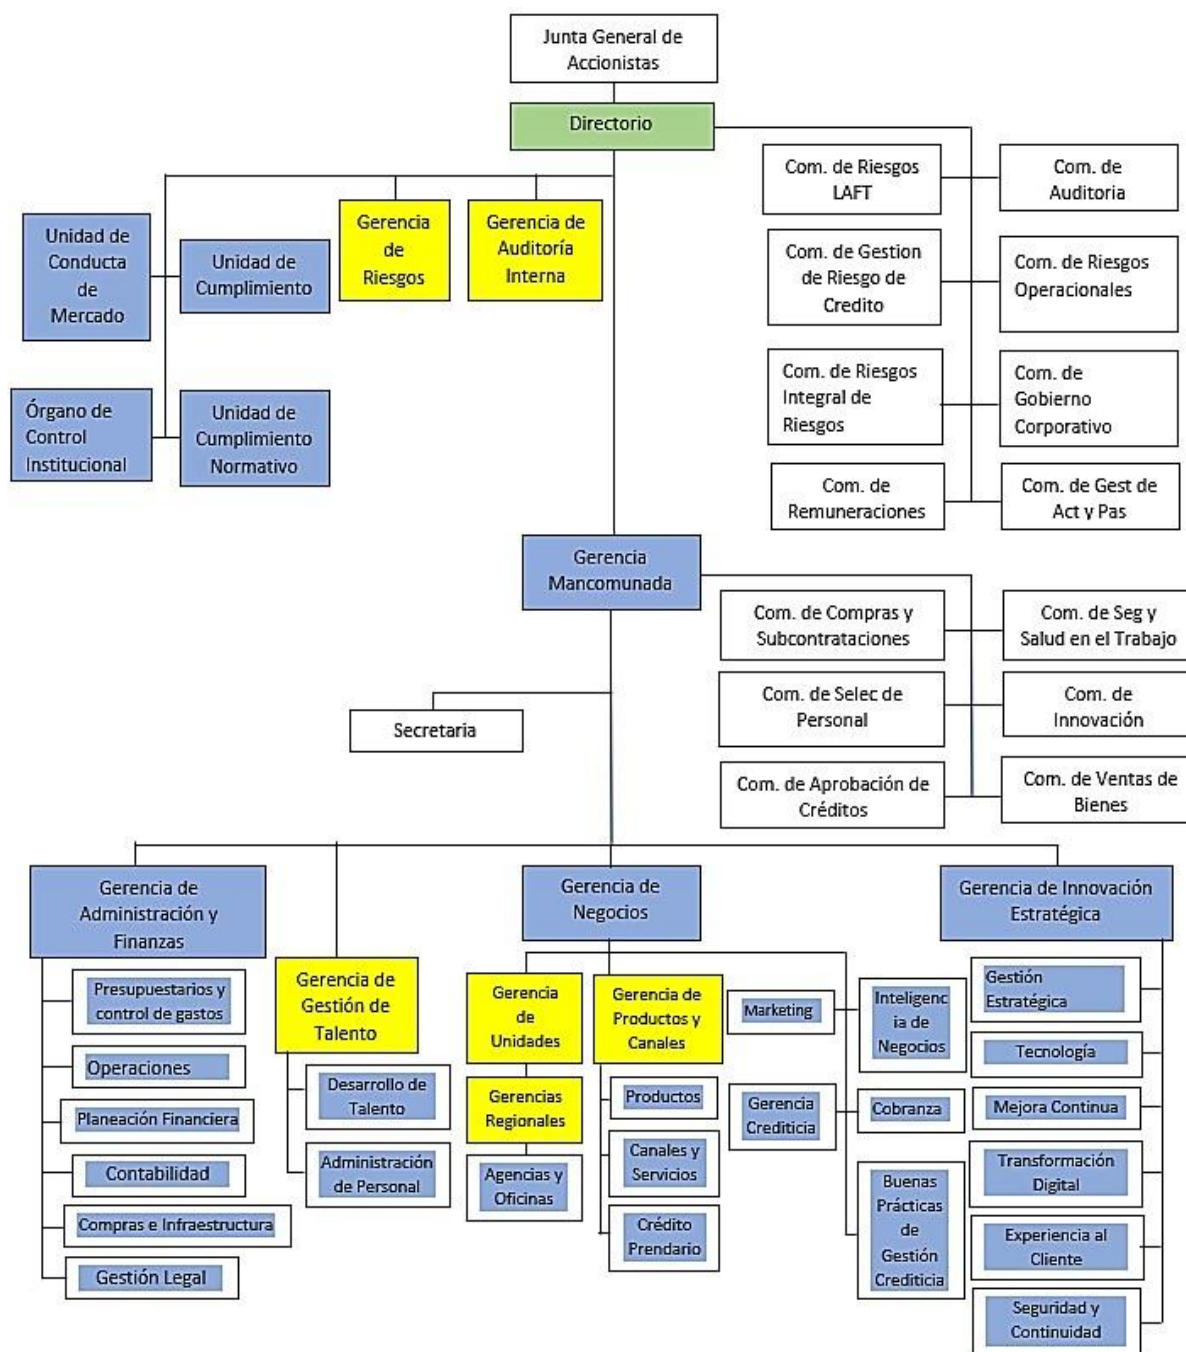 Junta General de
Accionistas
Directorio
Com. de Riesgos
LAFT
Com. de
Auditoria
Unidad de
Conducta
de
Mercado
Unidad de
Cumplimiento
Gerencia
de
Riesgos
Gerencia de
Auditoría
Interna
Com. de Gestion
de Riesgo de
Credito
Com. de Riesgos
Operacionales
Órgano de
Control
Institucional
Unidad de
Cumplimiento
Normativo
Com. de Riesgos
Integral de
Riesgos
Com. de
Gobierno
Corporativo
Com. de
Remuneraciones
Com. de Gest de
Act y Pas
Gerencia
Mancomunada
Com. de Compras y
Subcontrataciones
Com. de Seg y
Salud en el Trabajo
Com. de Selec de
Personal
Com. de
Innovación
Secretaria
Com. de Aprobación de
Créditos
Com. de Ventas de
Bienes
Gerencia de
Administración y
Finanzas
Gerencia de
Negocios
Gerencia de Innovación
Estratégica
Presupuestarios y
control de gastos
Operaciones
Planeación Financiera
Contabilidad
Compras e Infraestructura
Gestión Legal
Gerencia de
Gestión de
Talento
Desarrollo de
Talento
Administración
de Personal
Gerencia
de
Unidades
Gerencias
Regionales
Agencias y
Oficinas
Gerencia de
Productos y
Canales
Productos
Canales y
Servicios
Crédito
Prendario
Marketing
Inteligenc
ia de
Negocios
Gerencia
Crediticia
Cobranza
Buenas
Prácticas
de
Gestión
Crediticia
Gestión
Estratégica
Tecnología
Mejora Continua
Transformación
Digital
Experiencia al
Cliente
Seguridad y
Continuidad